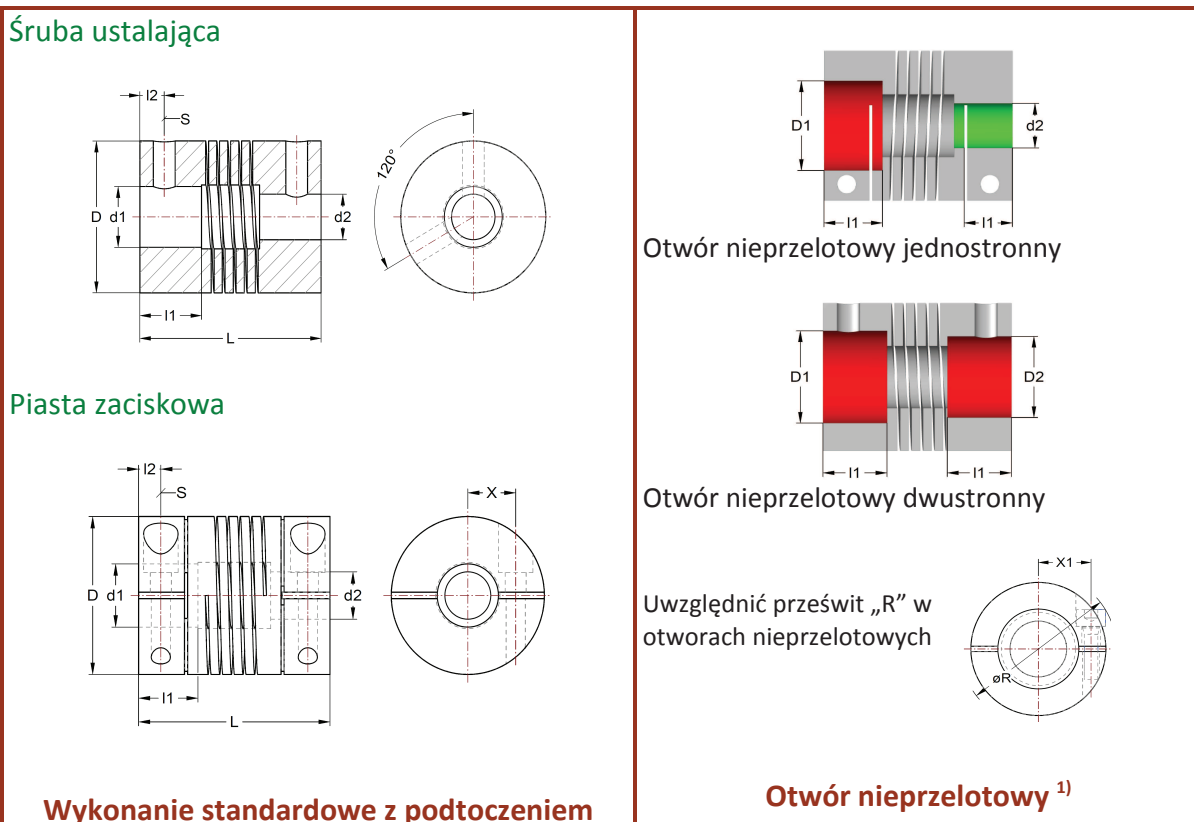 Śruba ustalająca
l2
S
120°
D d1 d2
l1
L
Piasta zaciskowa
l2
S
X
D d1 d2
l1
L
Wykonanie standardowe z podtoczeniem
D1 d2
l1 l1
Otwór nieprzelotowy jednostronny
D1 D2
l1 l1
Otwór nieprzelotowy dwustronny
X1
Uwzględnić prześwit „R” w
otworach nieprzelotowych
øR
Otwór nieprzelotowy 1)